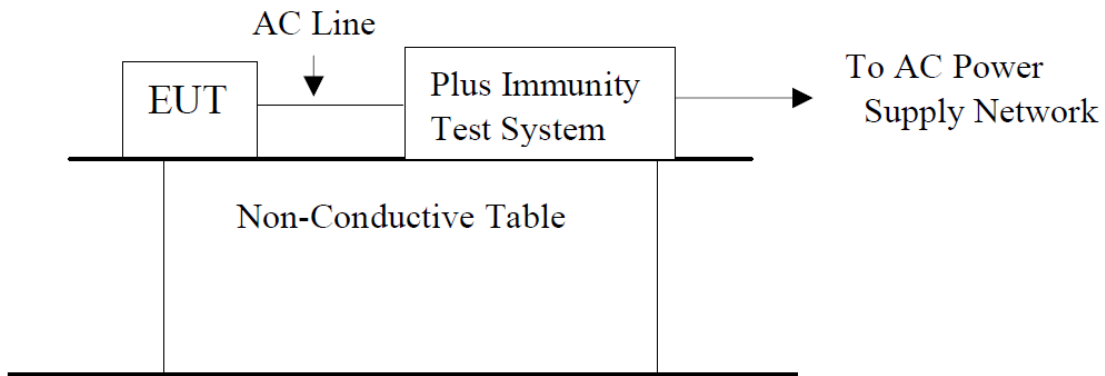 AC Line
EUT
Plus Immunity
Test System
To AC Power
Supply Network
Non-Conductive Table